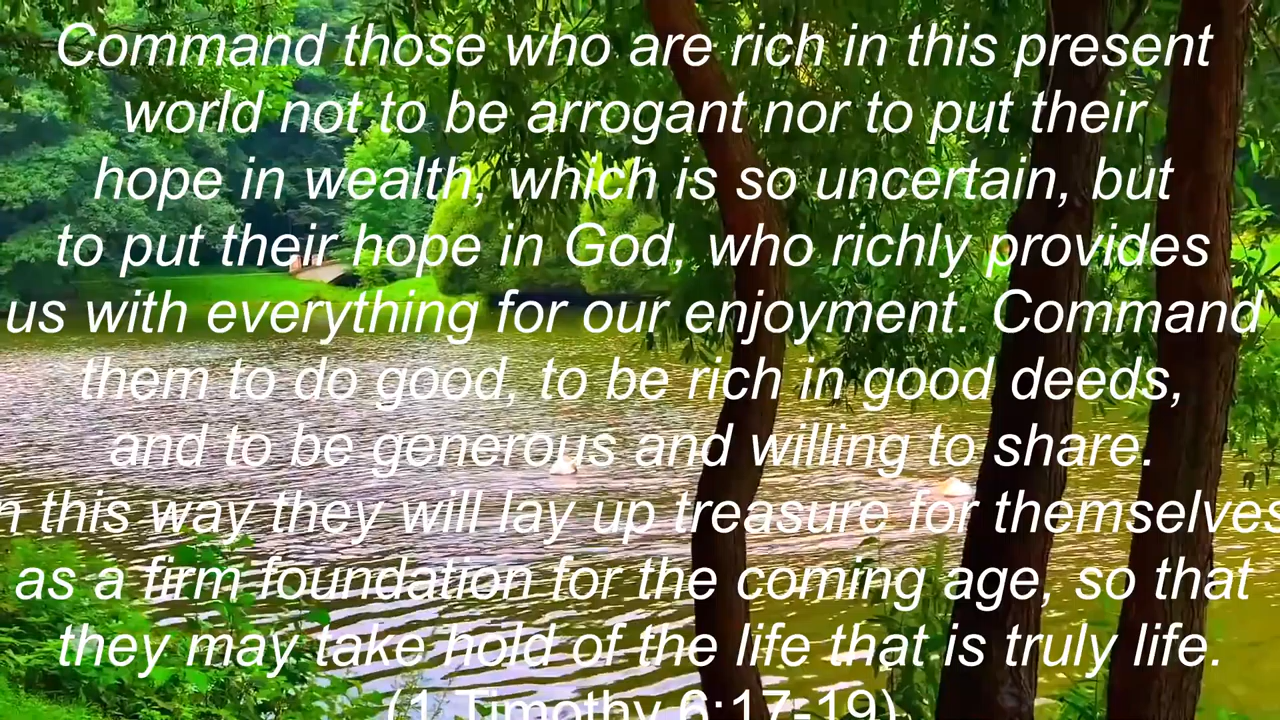 Command those who are rich in this present
world not to be arrogant nor to put their
hope in wealth, which is so uncertain, but
to put their hope in God, who richly provides
us with everything for our enjoyment. Command
them to do good, to be rich in good deeds,
and to be generous and willing to share.
n this way they will lay up treasure for themselves
as a firm foundation for the coming age, so that
they may take hold of the life that is truly life.
(1 Timothy 6:17-19)